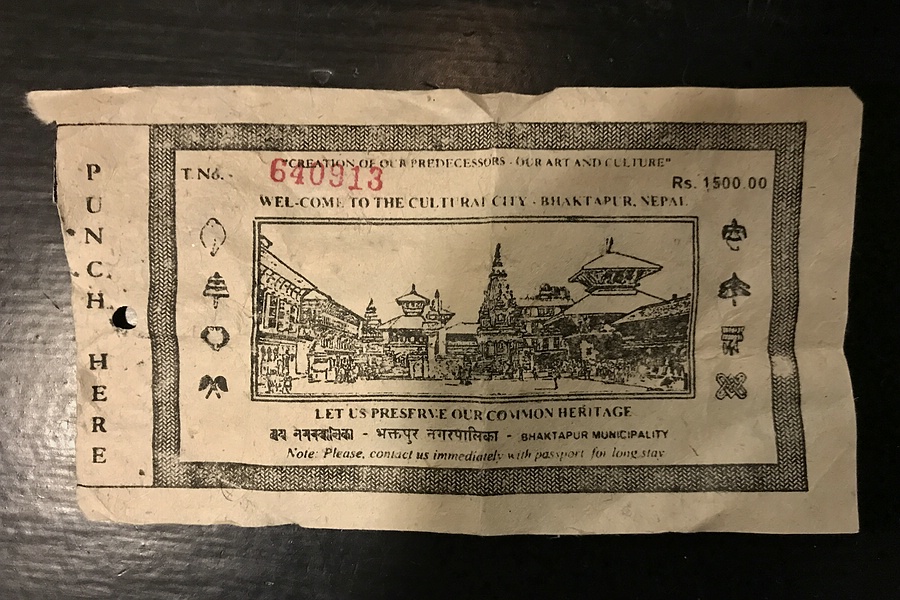 "CREATION OF OUR PREDECESSORS - OUR ART AND CULTURE"
T. No. - 640913
Rs. 1500.00
WEL-COME TO THE CULTURAL CITY - BHAKTAPUR, NEPAL
PUNCH HERE
LET US PRESERVE OUR COMMON HERITAGE
ख्वप नगरपालिका - भक्तपुर नगरपालिका - BHAKTAPUR MUNICIPALITY
Note: Please, contact us immediately with passport for long stay